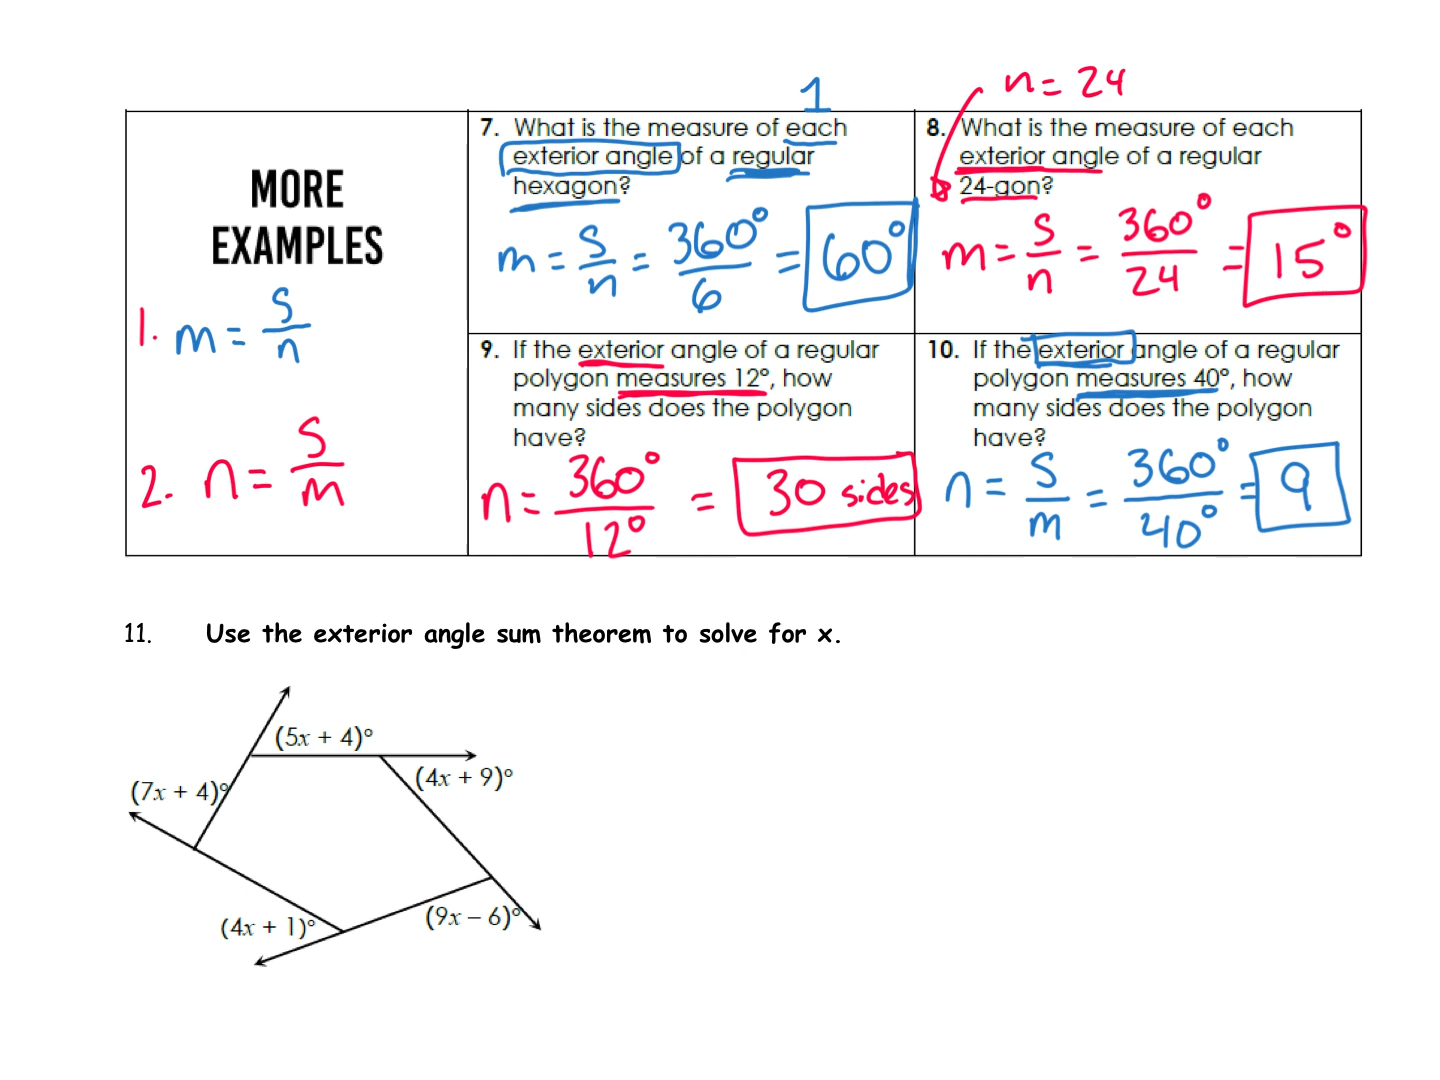 n = 24
1
MORE
EXAMPLES
1. m = s/n
2. n = s/m
7. What is the measure of each
exterior angle of a regular
hexagon?
m = s/n = 360°/6 = 60°
8. What is the measure of each
exterior angle of a regular
24-gon?
m = s/n = 360°/24 = 15°
9. If the exterior angle of a regular
polygon measures 12°, how
many sides does the polygon
have?
n = 360°/12° = 30 sides
10. If the exterior angle of a regular
polygon measures 40°, how
many sides does the polygon
have?
n = s/m = 360°/40° = 9
11. Use the exterior angle sum theorem to solve for x.
(5x + 4)°
(4x + 9)°
(7x + 4)°
(4x + 1)°
(9x – 6)°